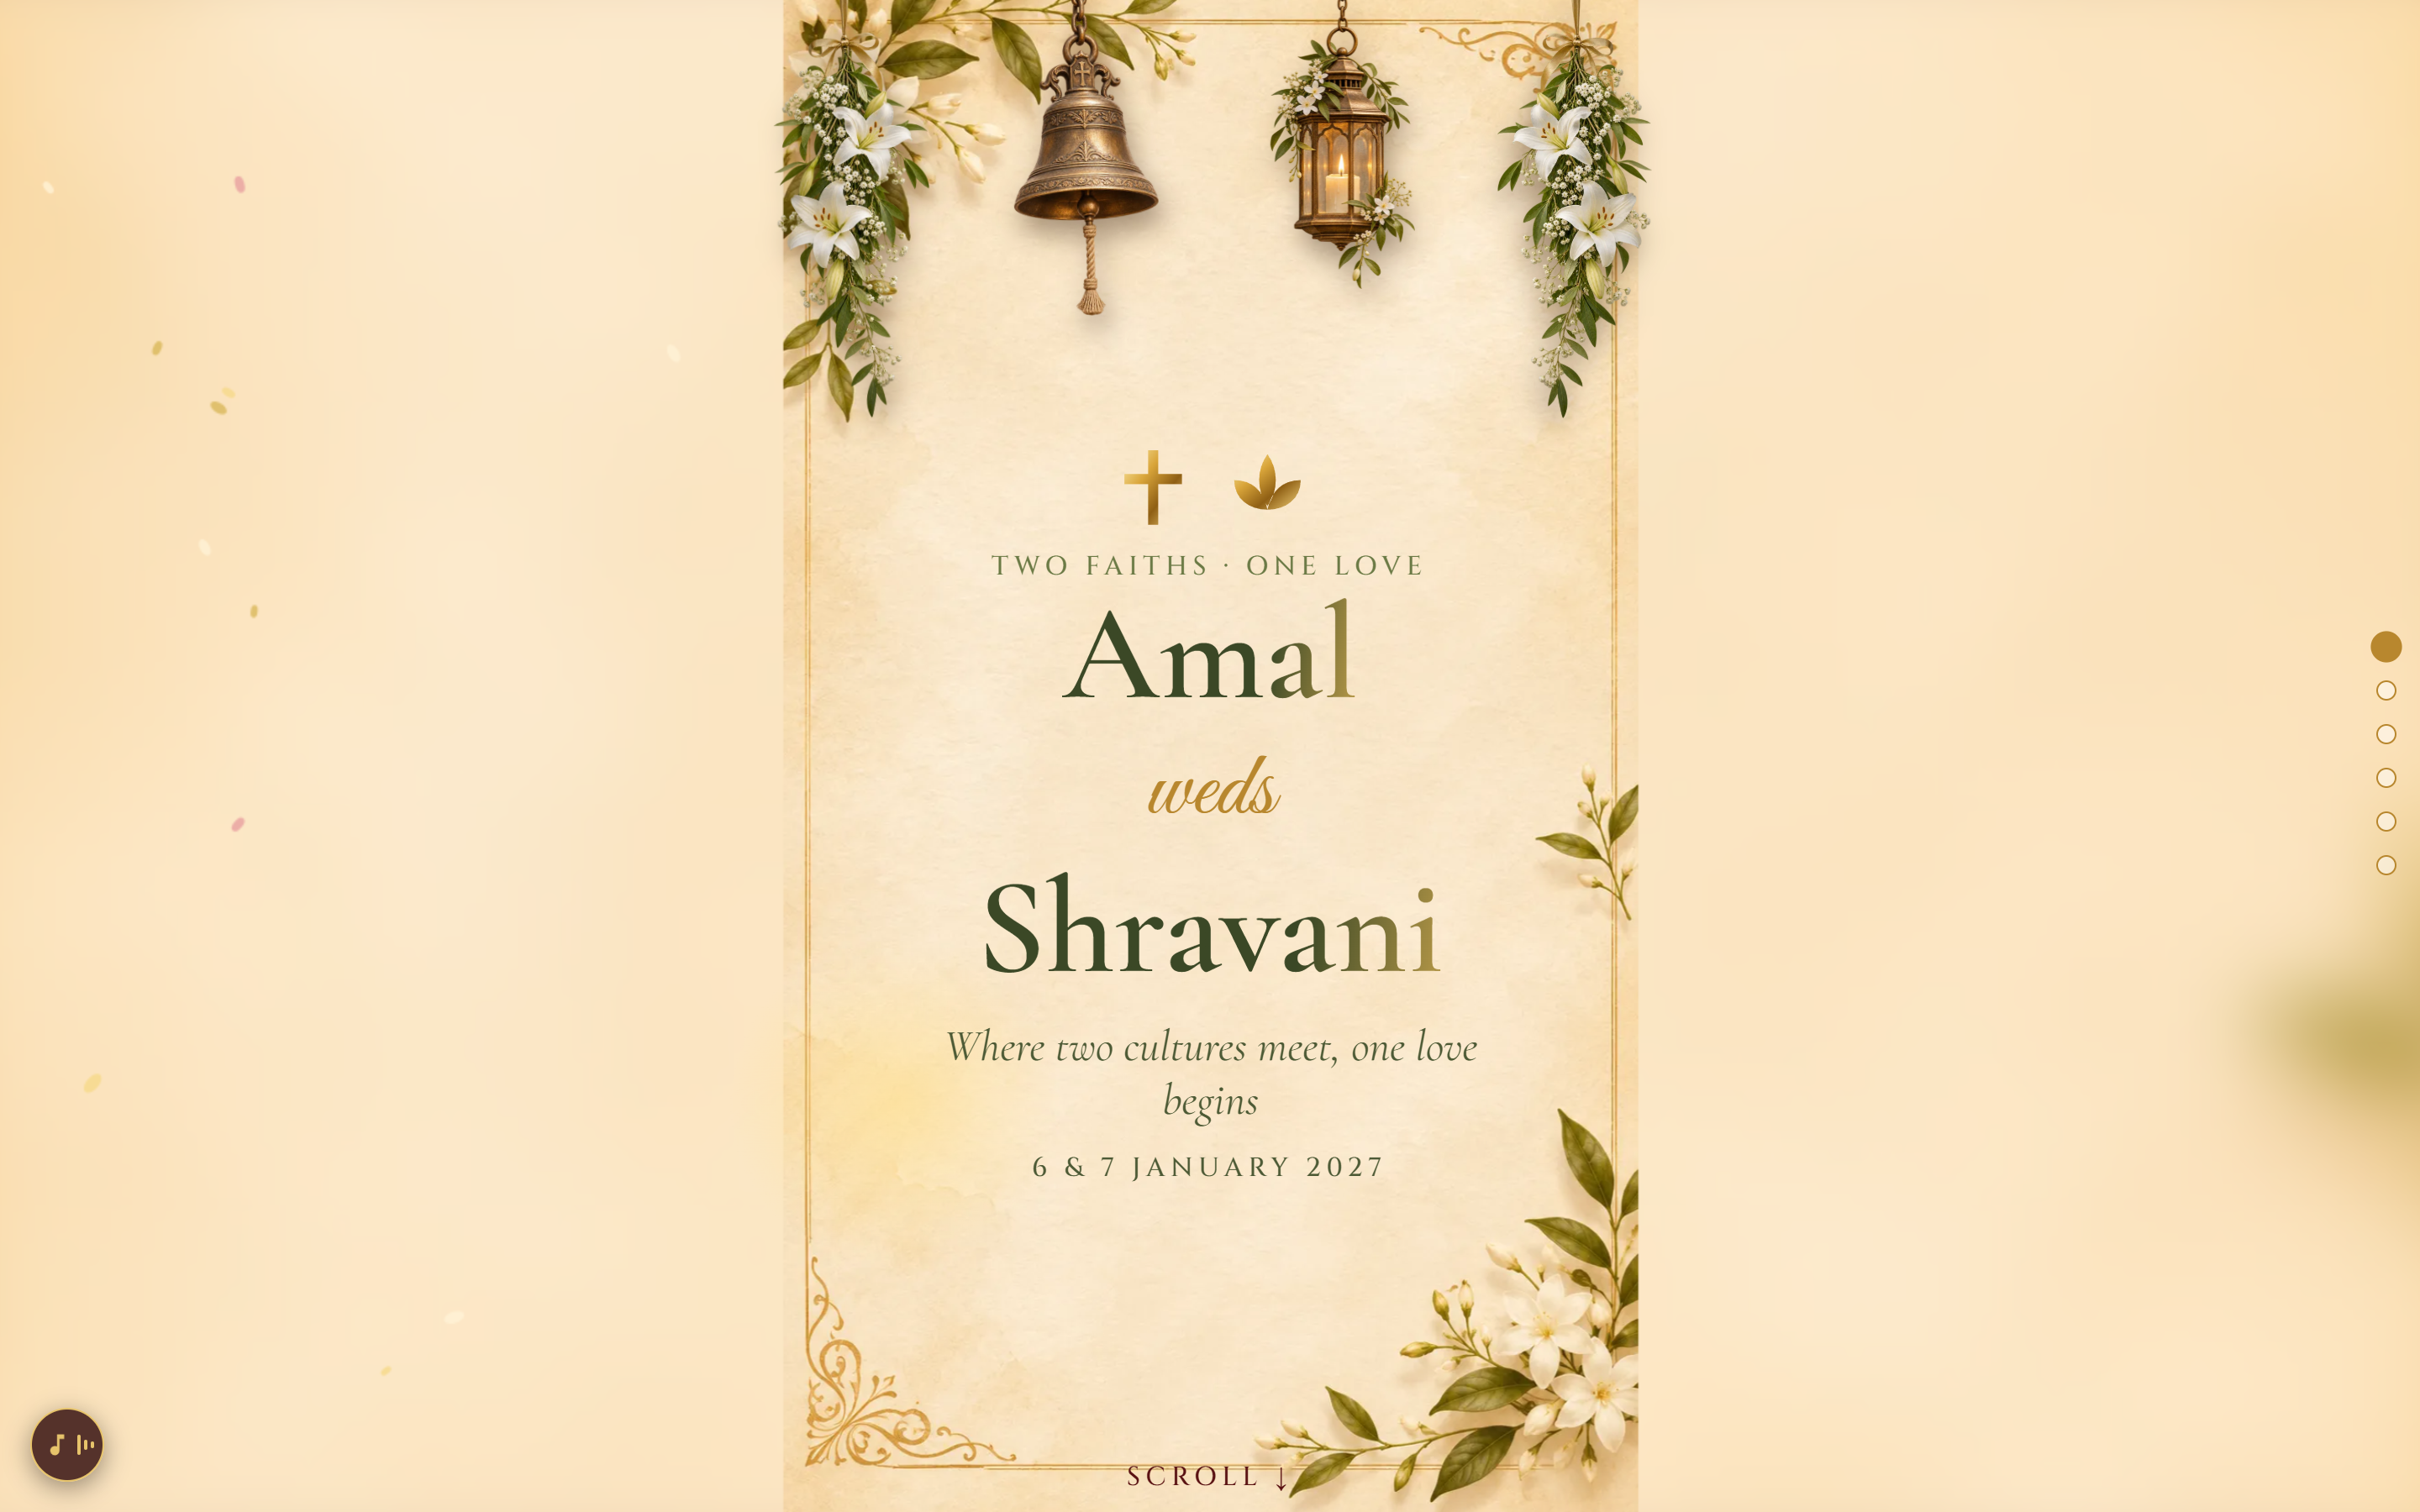 TWO FAITHS · ONE LOVE
Amal
weds
Shravani
Where two cultures meet, one love
begins
6 & 7 JANUARY 2027
SCROLL ↓